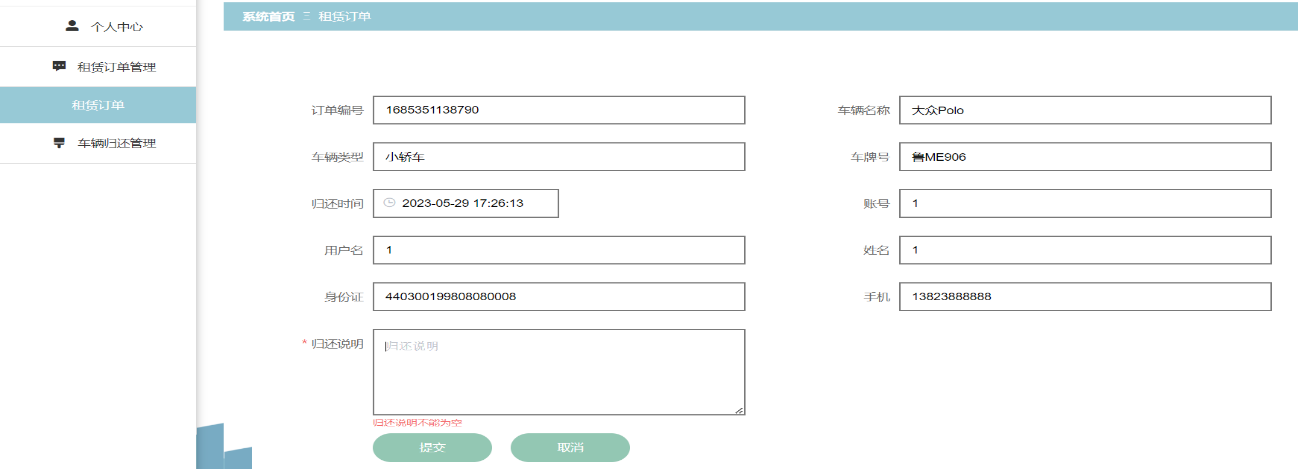 个人中心
租赁订单管理
租赁订单
车辆归还管理
系统首页 Ξ 租赁订单
订单编号 1685351138790 车辆名称 大众Polo
车辆类型 小轿车 车牌号 鲁ME906
归还时间 2023-05-29 17:26:13 账号 1
用户名 1 姓名 1
身份证 440300199808080008 手机 13823888888
* 归还说明 归还说明
归还说明不能为空
提交 取消